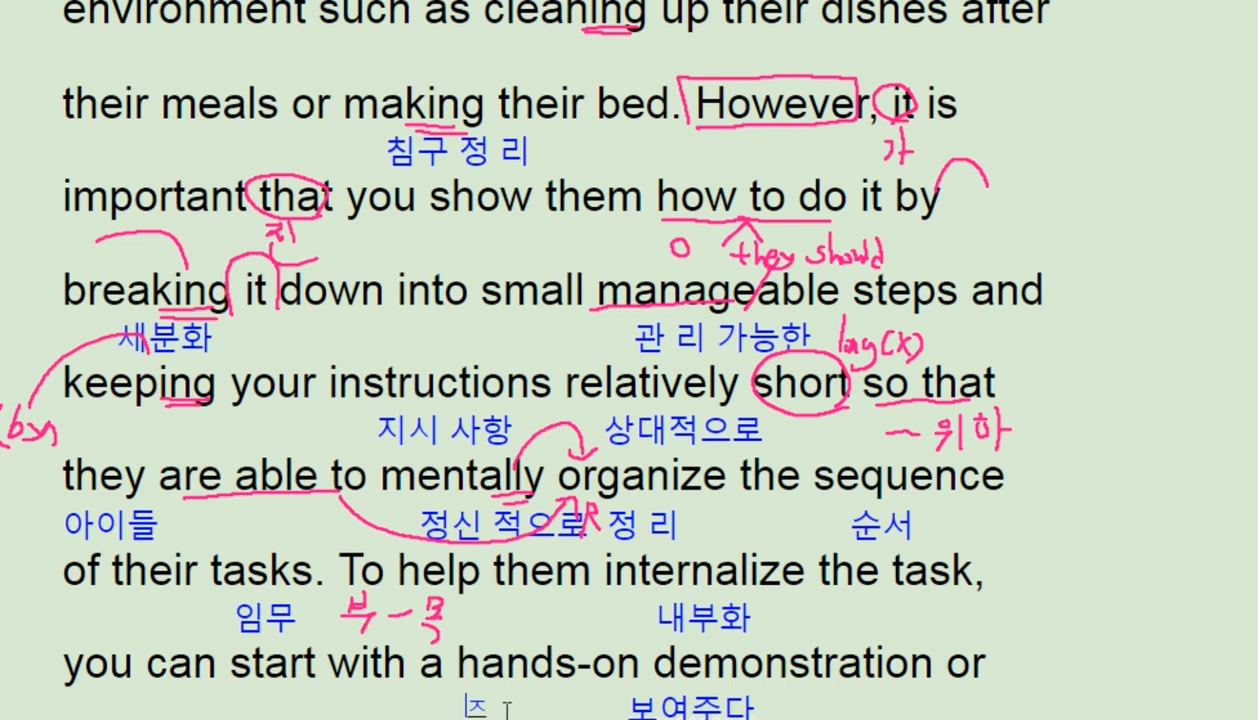 environment such as cleaning up their dishes after
their meals or making their bed. However, it is
침구 정 리
가
important that you show them how to do it by
지
O they should
breaking it down into small manageable steps and
세분화 관 리 가능한
long(X)
keeping your instructions relatively short so that
(by)
지시 사항 상대적으로
~ 위하
they are able to mentally organize the sequence
아이들 정신 적으로 R 정 리 순서
of their tasks. To help them internalize the task,
임무 부-목 내부화
you can start with a hands-on demonstration or
ㅈ 보여주다